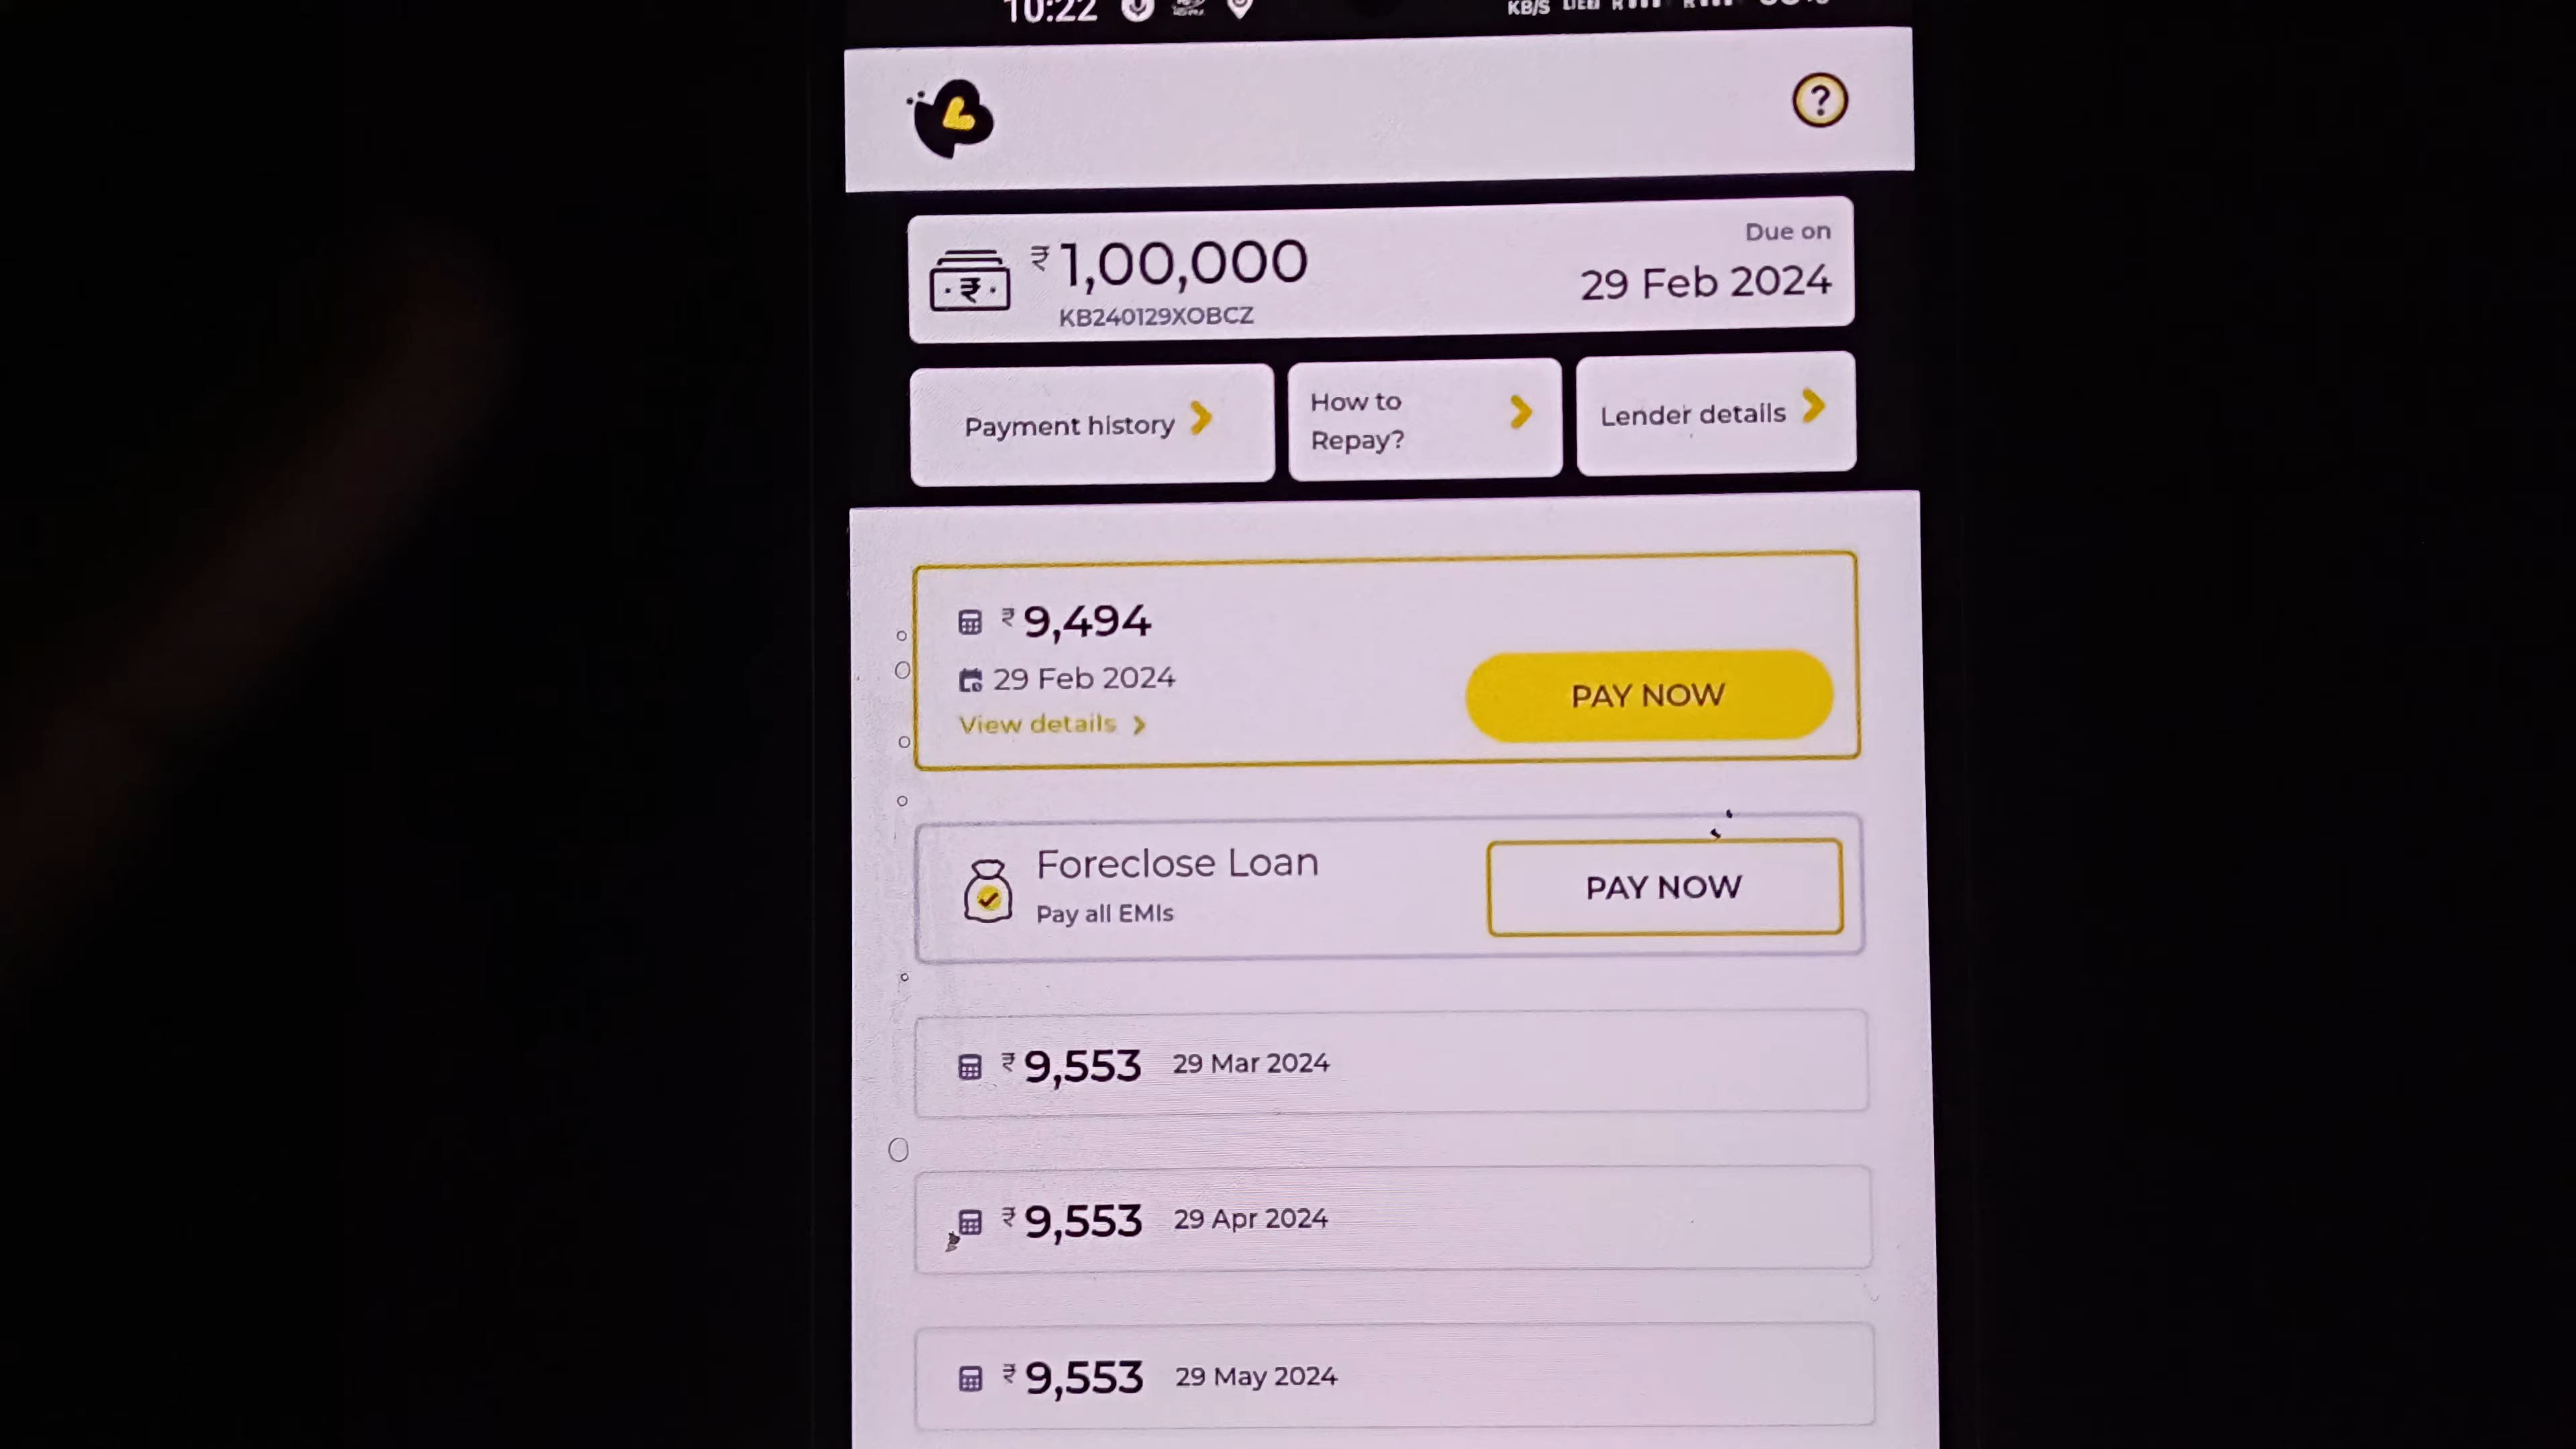 10:22
KB/S
₹1,00,000
KB240129XOBCZ
Due on
29 Feb 2024
Payment history
How to
Repay?
Lender details
₹9,494
29 Feb 2024
View details
PAY NOW
Foreclose Loan
Pay all EMIs
PAY NOW
₹9,553 29 Mar 2024
₹9,553 29 Apr 2024
₹9,553 29 May 2024